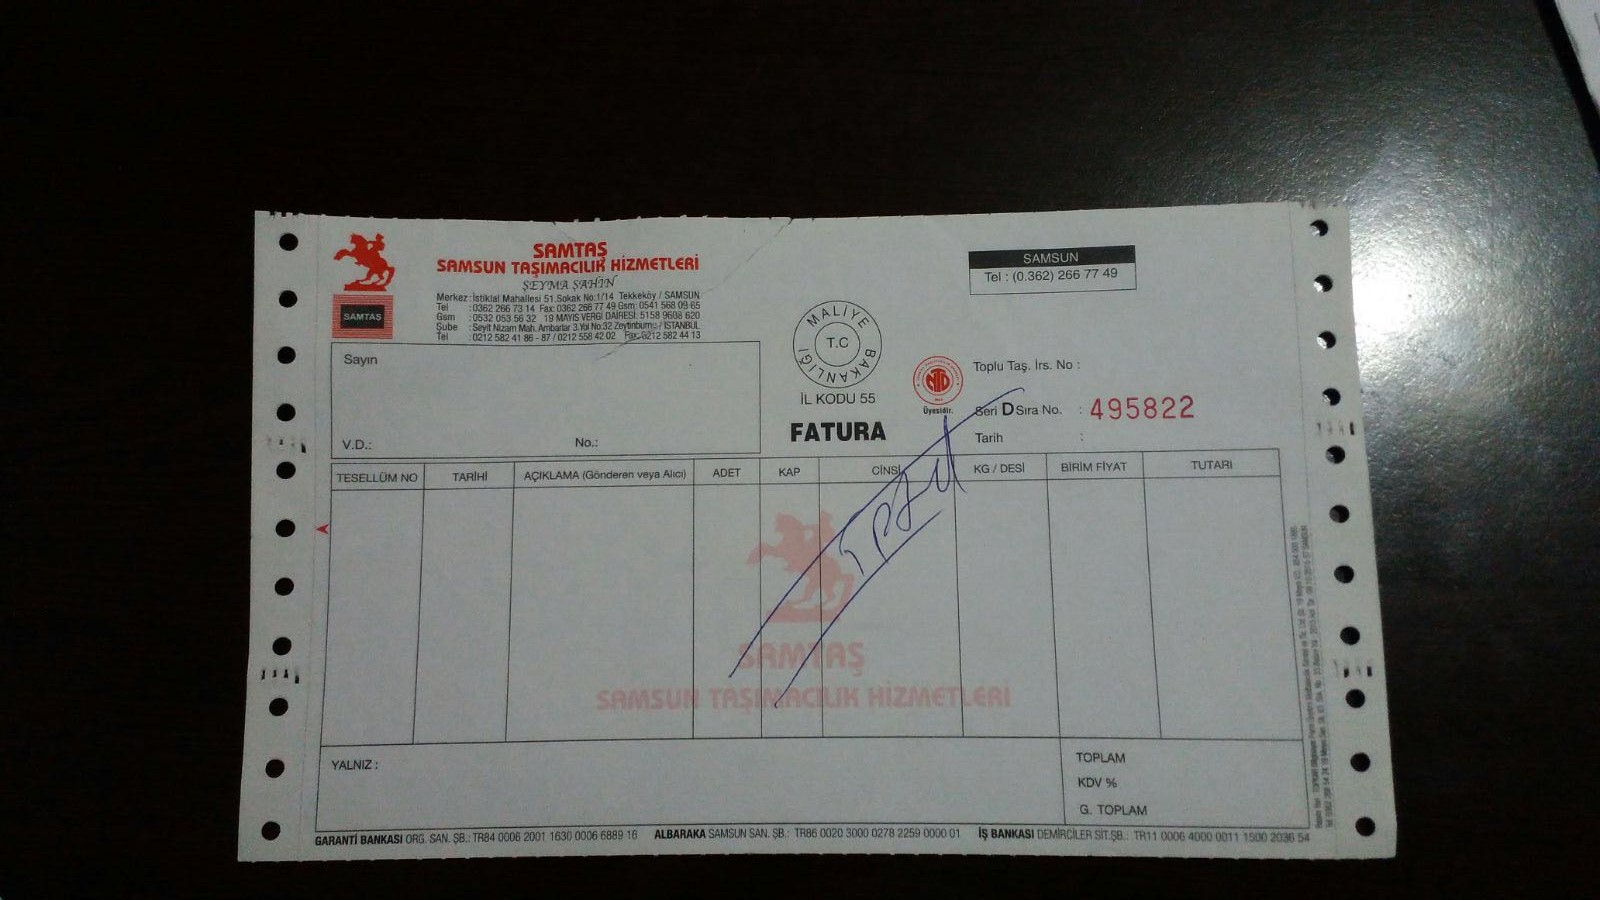 SAMTAŞ
SAMSUN TAŞIMACILIK HİZMETLERİ
ŞEYMA ŞAHİN
Merkez : İstiklal Mahallesi 51.Sokak No:1/14 Tekkeköy / SAMSUN
Tel : 0362 266 73 14 Fax: 0362 266 77 49 Gsm: 0541 568 09 65
Gsm : 0532 053 56 32 19 MAYIS VERGİ DAİRESİ: 5158 9608 620
Şube : Seyit Nizam Mah. Ambarlar 3.Yol No:32 Zeytinburnu / İSTANBUL
Tel : 0212 582 41 86 - 87 / 0212 558 42 02 Fax: 0212 582 44 13
SAMTAŞ
SAMSUN
Tel : (0.362) 266 77 49
Sayın
V.D.: No.:
MALİYE BAKANLIĞI
T.C
İL KODU 55
FATURA
Üyesidir.
Toplu Taş. İrs. No :
Seri D Sıra No. : 495822
Tarih :
TESELLÜM NO TARİHİ AÇIKLAMA (Gönderen veya Alıcı) ADET KAP CİNSİ KG / DESİ BİRİM FİYAT TUTARI
SAMTAŞ
SAMSUN TAŞIMACILIK HİZMETLERİ
YALNIZ :
TOPLAM
KDV %
G. TOPLAM
GARANTİ BANKASI ORG. SAN. ŞB.: TR84 0006 2001 1630 0006 6889 16 ALBARAKA SAMSUN SAN. ŞB.: TR86 0020 3000 0278 2259 0000 01 İŞ BANKASI DEMİRCİLER SİT.ŞB.: TR11 0006 4000 0011 1500 2036 54